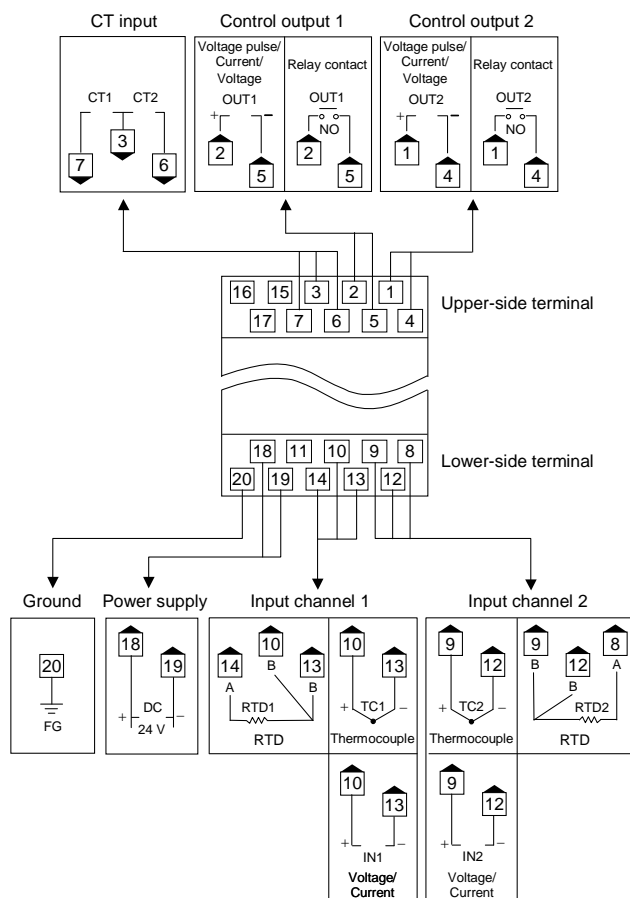 CT input
Control output 1
Control output 2
Voltage pulse/
Current/
Voltage
Relay contact
Voltage pulse/
Current/
Voltage
Relay contact
CT1
CT2
OUT1
OUT1
OUT2
OUT2
+
−
NO
+
−
NO
3
7
6
2
5
2
5
1
4
1
4
16
15
3
2
1
17
7
6
5
4
Upper-side terminal
18
11
10
9
8
20
19
14
13
12
Lower-side terminal
Ground
Power supply
Input channel 1
Input channel 2
20
FG
18
19
+
DC
24 V
−
14
10
13
A
B
B
RTD1
RTD
10
13
+
TC1
−
Thermocouple
9
12
+
TC2
−
Thermocouple
9
12
8
B
B
A
RTD2
RTD
10
13
+
−
IN1
Voltage/
Current
9
12
+
−
IN2
Voltage/
Current